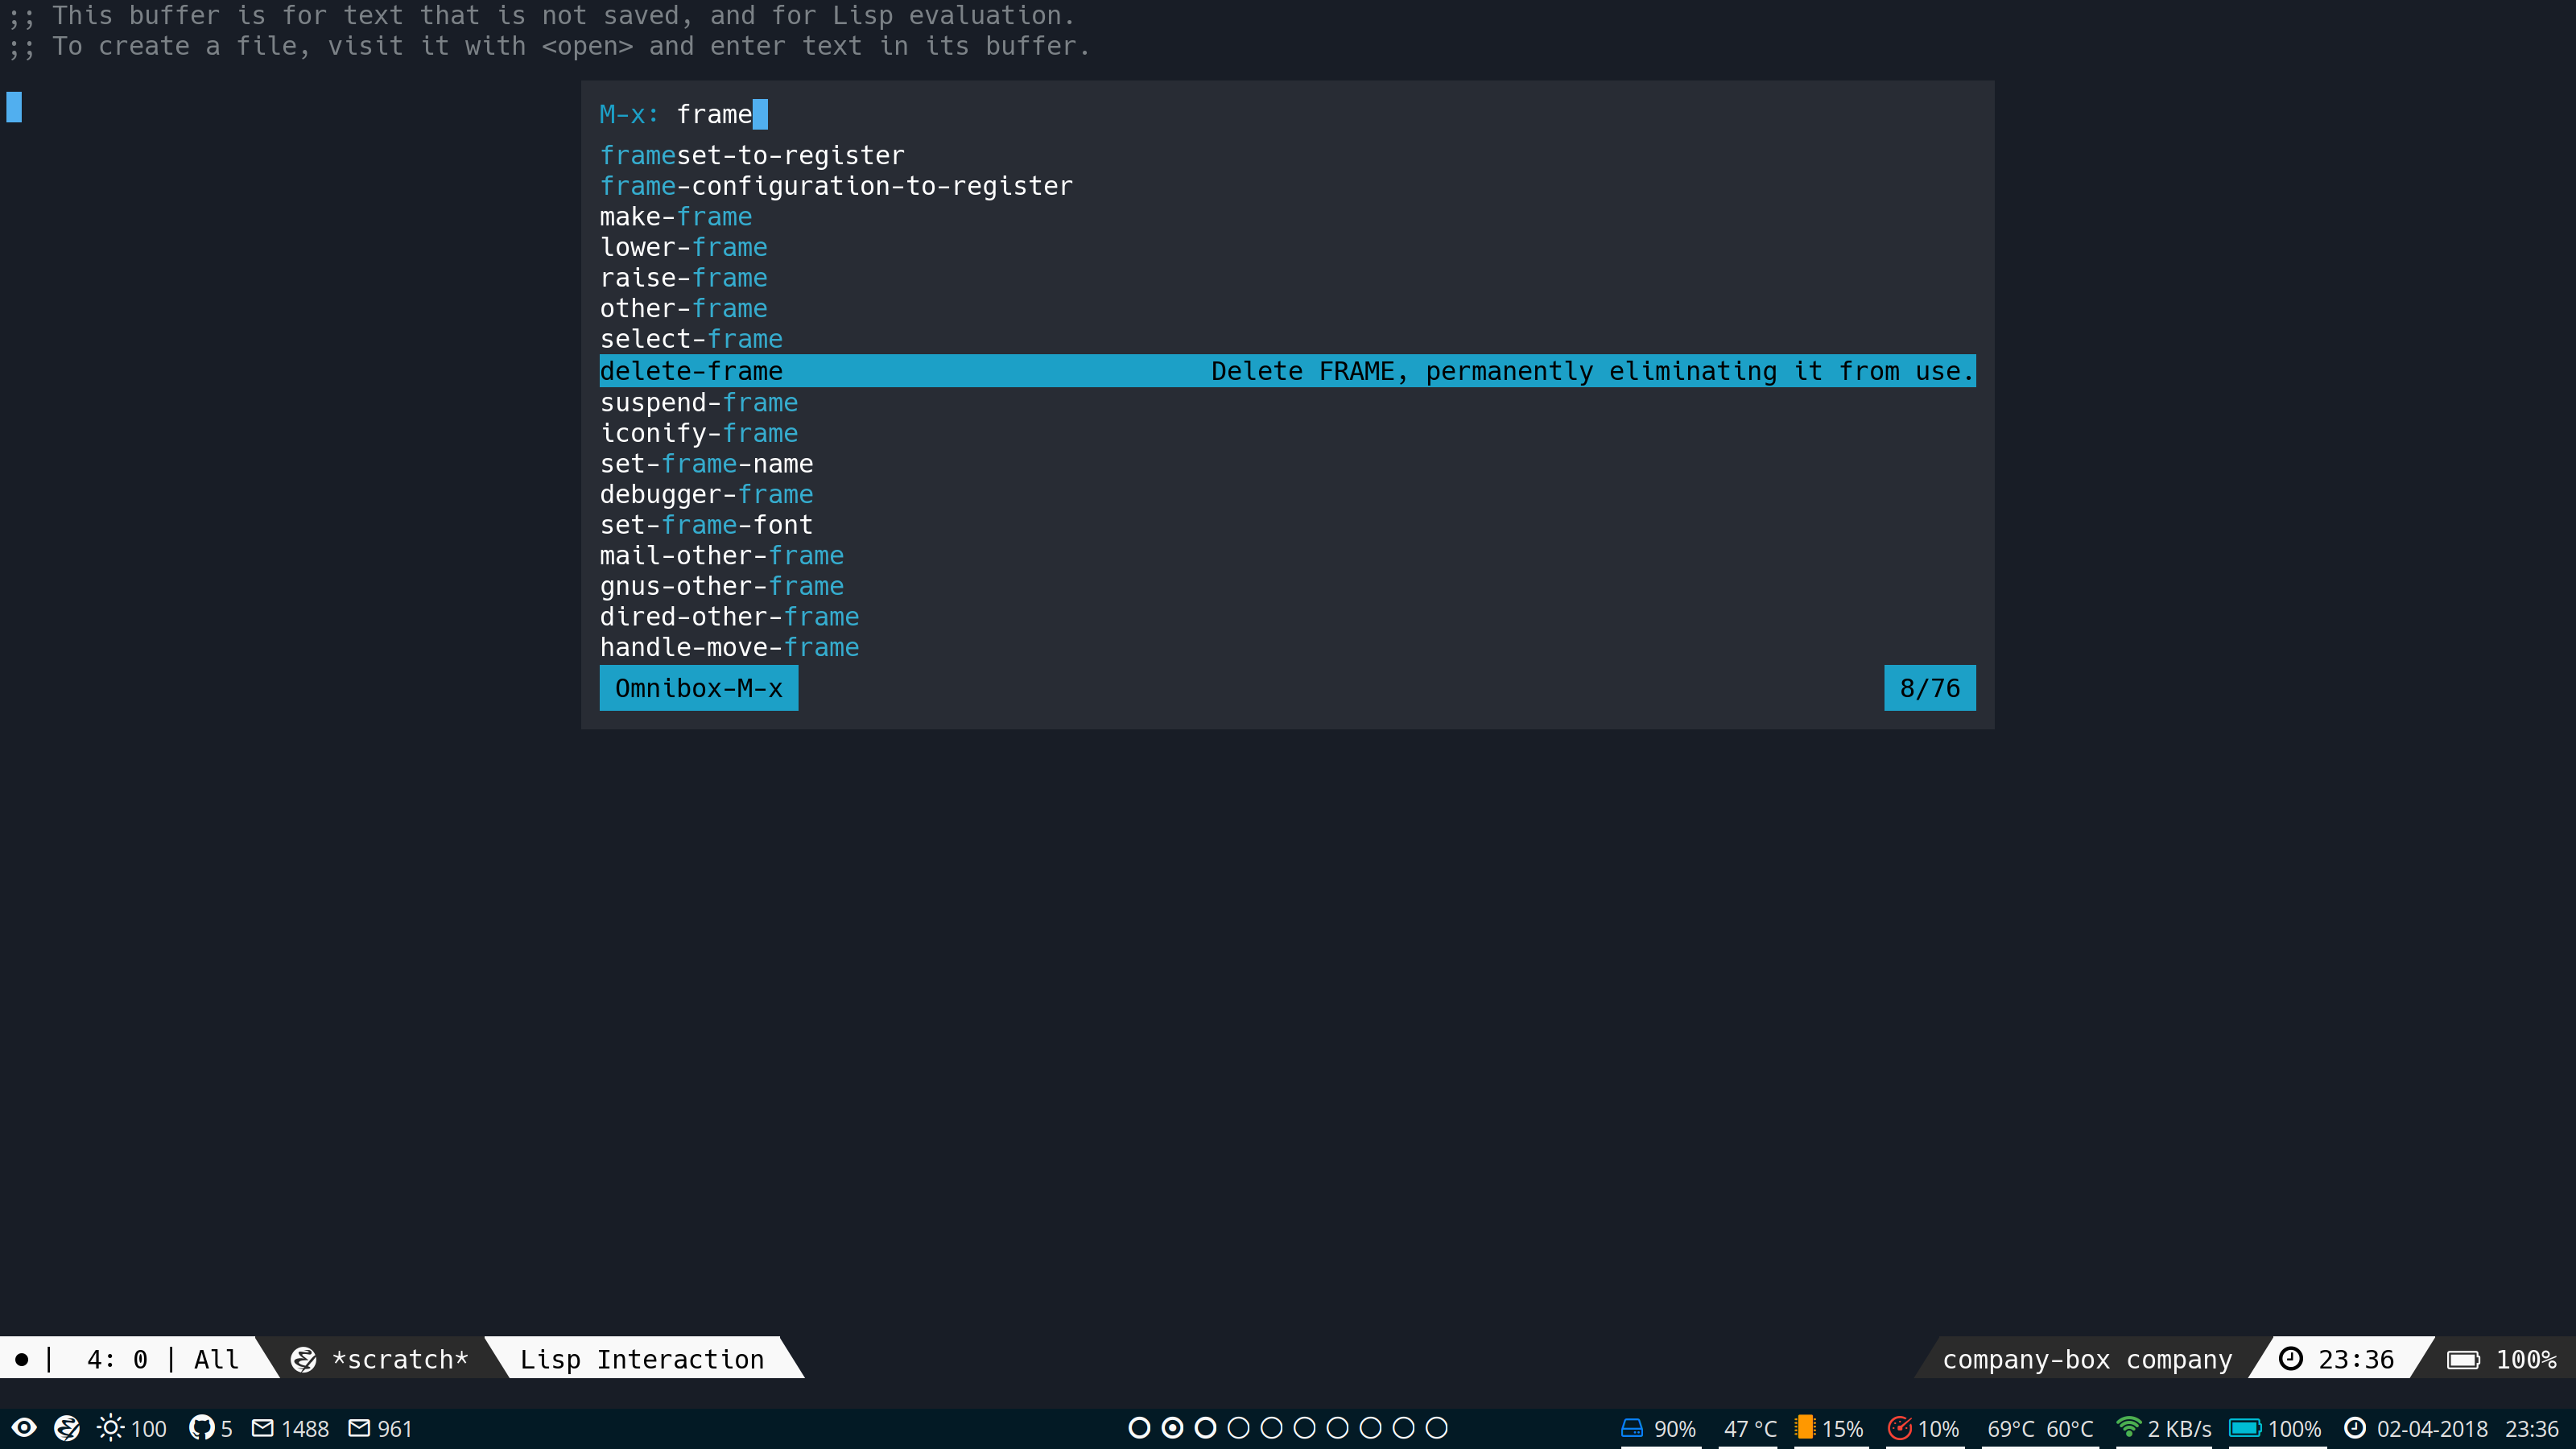 ;; This buffer is for text that is not saved, and for Lisp evaluation.
;; To create a file, visit it with <open> and enter text in its buffer.
M-x: frame
frameset-to-register
frame-configuration-to-register
make-frame
lower-frame
raise-frame
other-frame
select-frame
delete-frame Delete FRAME, permanently eliminating it from use.
suspend-frame
iconify-frame
set-frame-name
debugger-frame
set-frame-font
mail-other-frame
gnus-other-frame
dired-other-frame
handle-move-frame
Omnibox-M-x 8/76
● | 4: 0 | All *scratch* Lisp Interaction company-box company 23:36 100%
100 5 1488 961 90% 47 °C 15% 10% 69°C 60°C 2 KB/s 100% 02-04-2018 23:36